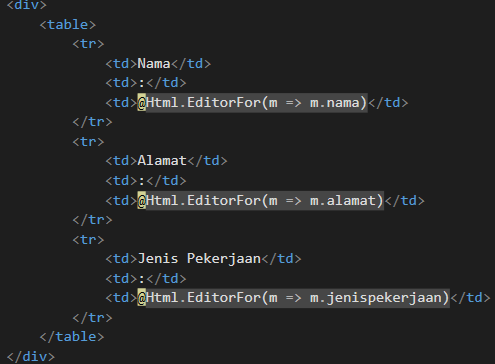 <div>
<table>
<tr>
<td>Nama</td>
<td>:</td>
<td>@Html.EditorFor(m => m.nama)</td>
</tr>
<tr>
<td>Alamat</td>
<td>:</td>
<td>@Html.EditorFor(m => m.alamat)</td>
</tr>
<tr>
<td>Jenis Pekerjaan</td>
<td>:</td>
<td>@Html.EditorFor(m => m.jenispekerjaan)</td>
</tr>
</table>
</div>